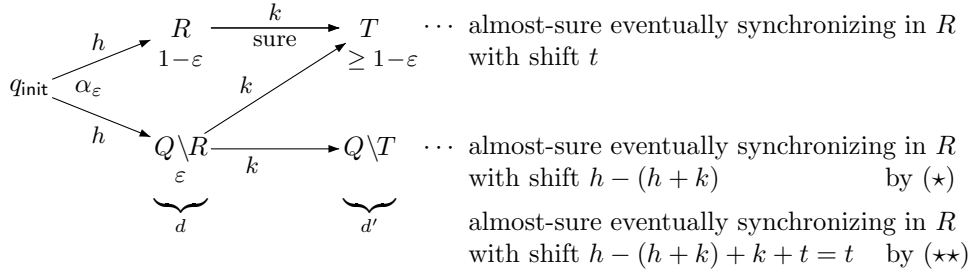 R k T ··· almost-sure eventually synchronizing in R
h 1−ε sure ≥ 1−ε with shift t
q_init α_ε k
h Q\R k Q\T ··· almost-sure eventually synchronizing in R
ε with shift h − (h + k) by (⋆)
d d′ almost-sure eventually synchronizing in R
with shift h − (h + k) + k + t = t by (⋆⋆)